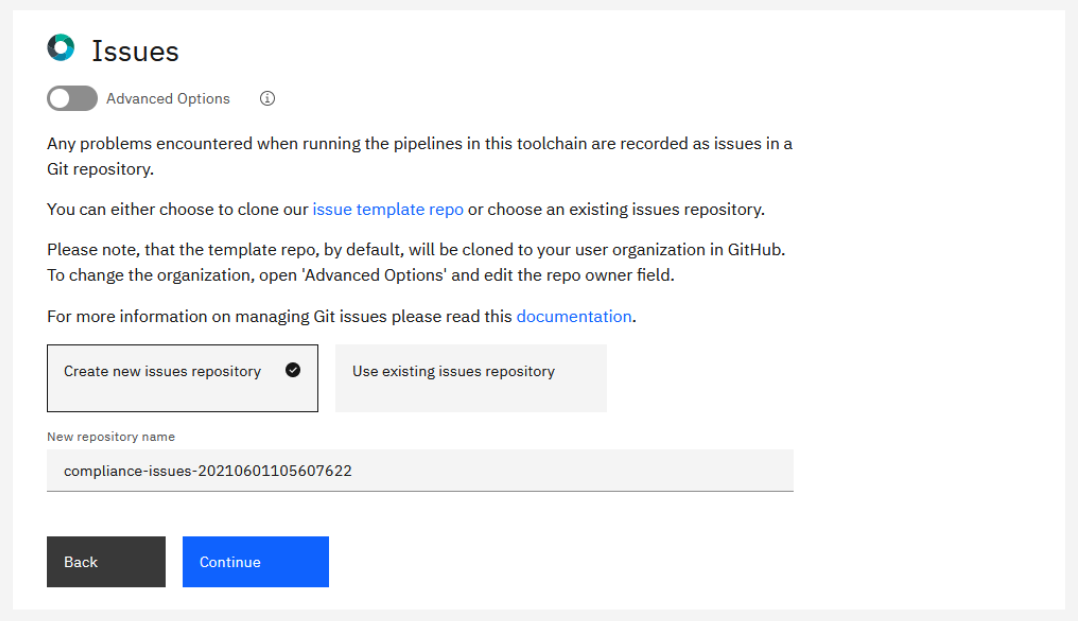 Issues
Advanced Options
Any problems encountered when running the pipelines in this toolchain are recorded as issues in a
Git repository.
You can either choose to clone our issue template repo or choose an existing issues repository.
Please note, that the template repo, by default, will be cloned to your user organization in GitHub.
To change the organization, open 'Advanced Options' and edit the repo owner field.
For more information on managing Git issues please read this documentation.
Create new issues repository
Use existing issues repository
New repository name
compliance-issues-20210601105607622
Back
Continue